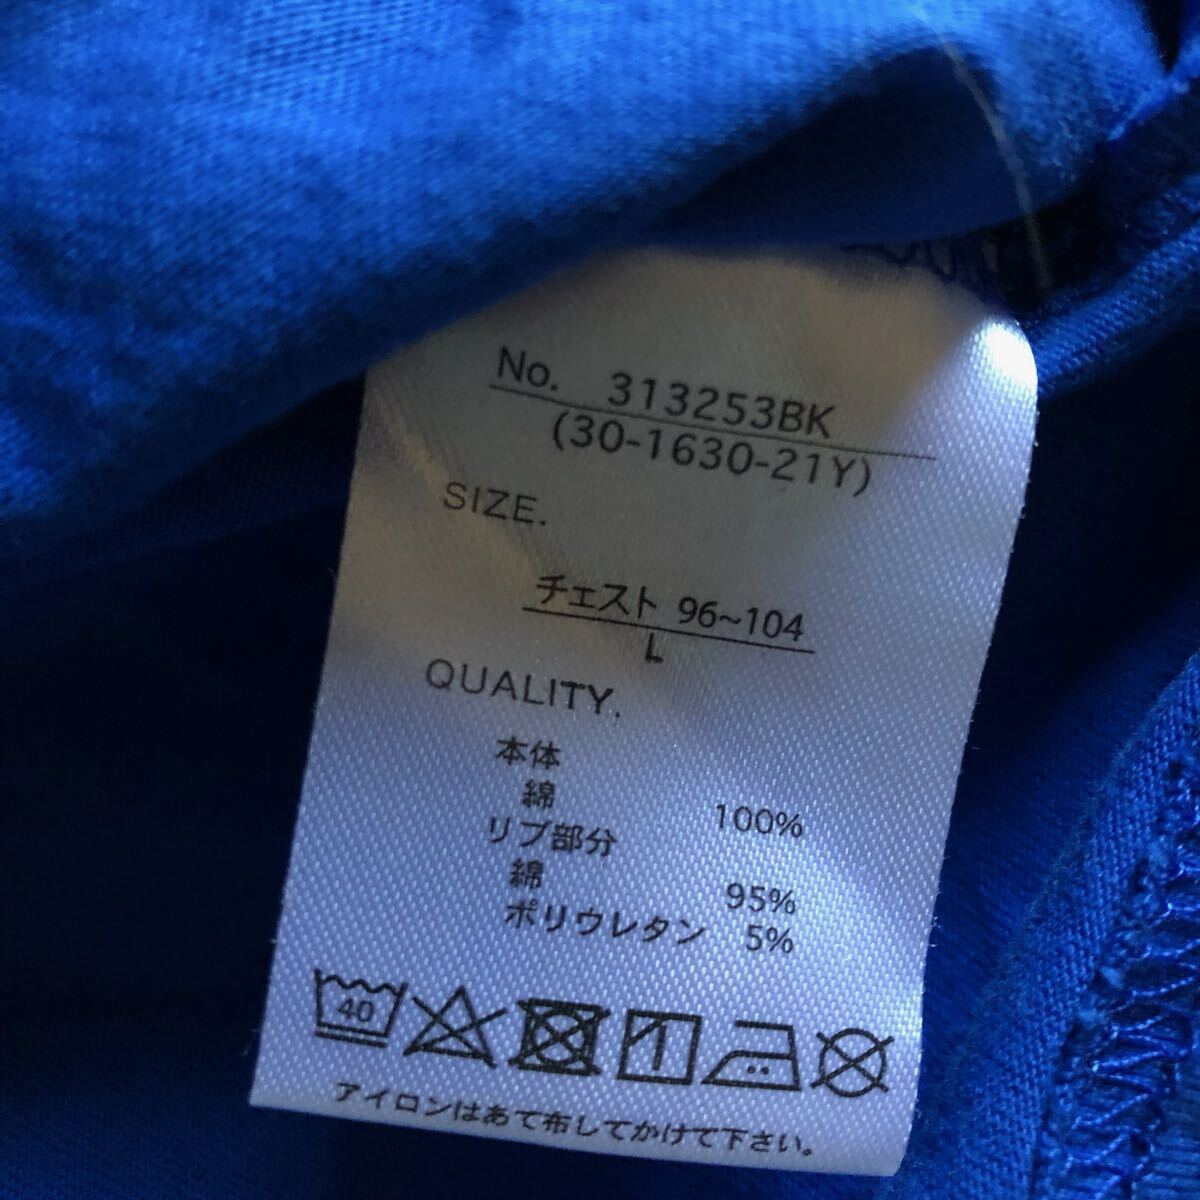 No. 313253BK
(30-1630-21Y)
SIZE.
チェスト 96~104
L
QUALITY.
本体
綿 100%
リブ部分
綿 95%
ポリウレタン 5%
40
アイロンはあて布してかけて下さい。